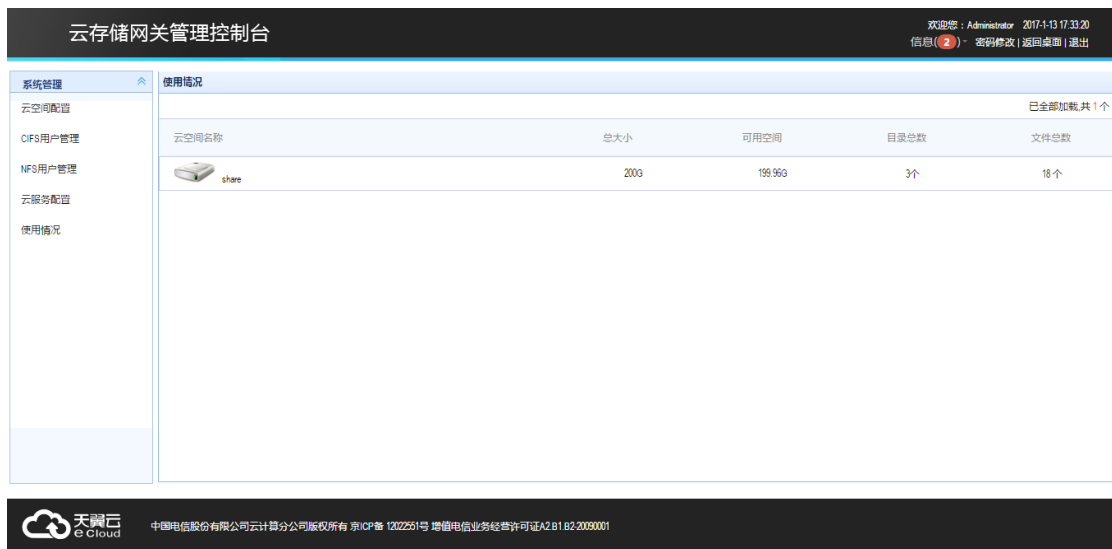 云存储网关管理控制台
欢迎您：Administrator 2017-1-13 17:33:20
信息(2) 密码修改 | 返回桌面 | 退出
系统管理
云空间配置
CIFS用户管理
NFS用户管理
云服务配置
使用情况
使用情况
已全部加载,共1个
云空间名称 总大小 可用空间 目录总数 文件总数
share 200G 199.96G 3个 18个
天翼云
e Cloud
中国电信股份有限公司云计算分公司版权所有 京ICP备 12022551号 增值电信业务经营许可证A2.B1.B2-20090001